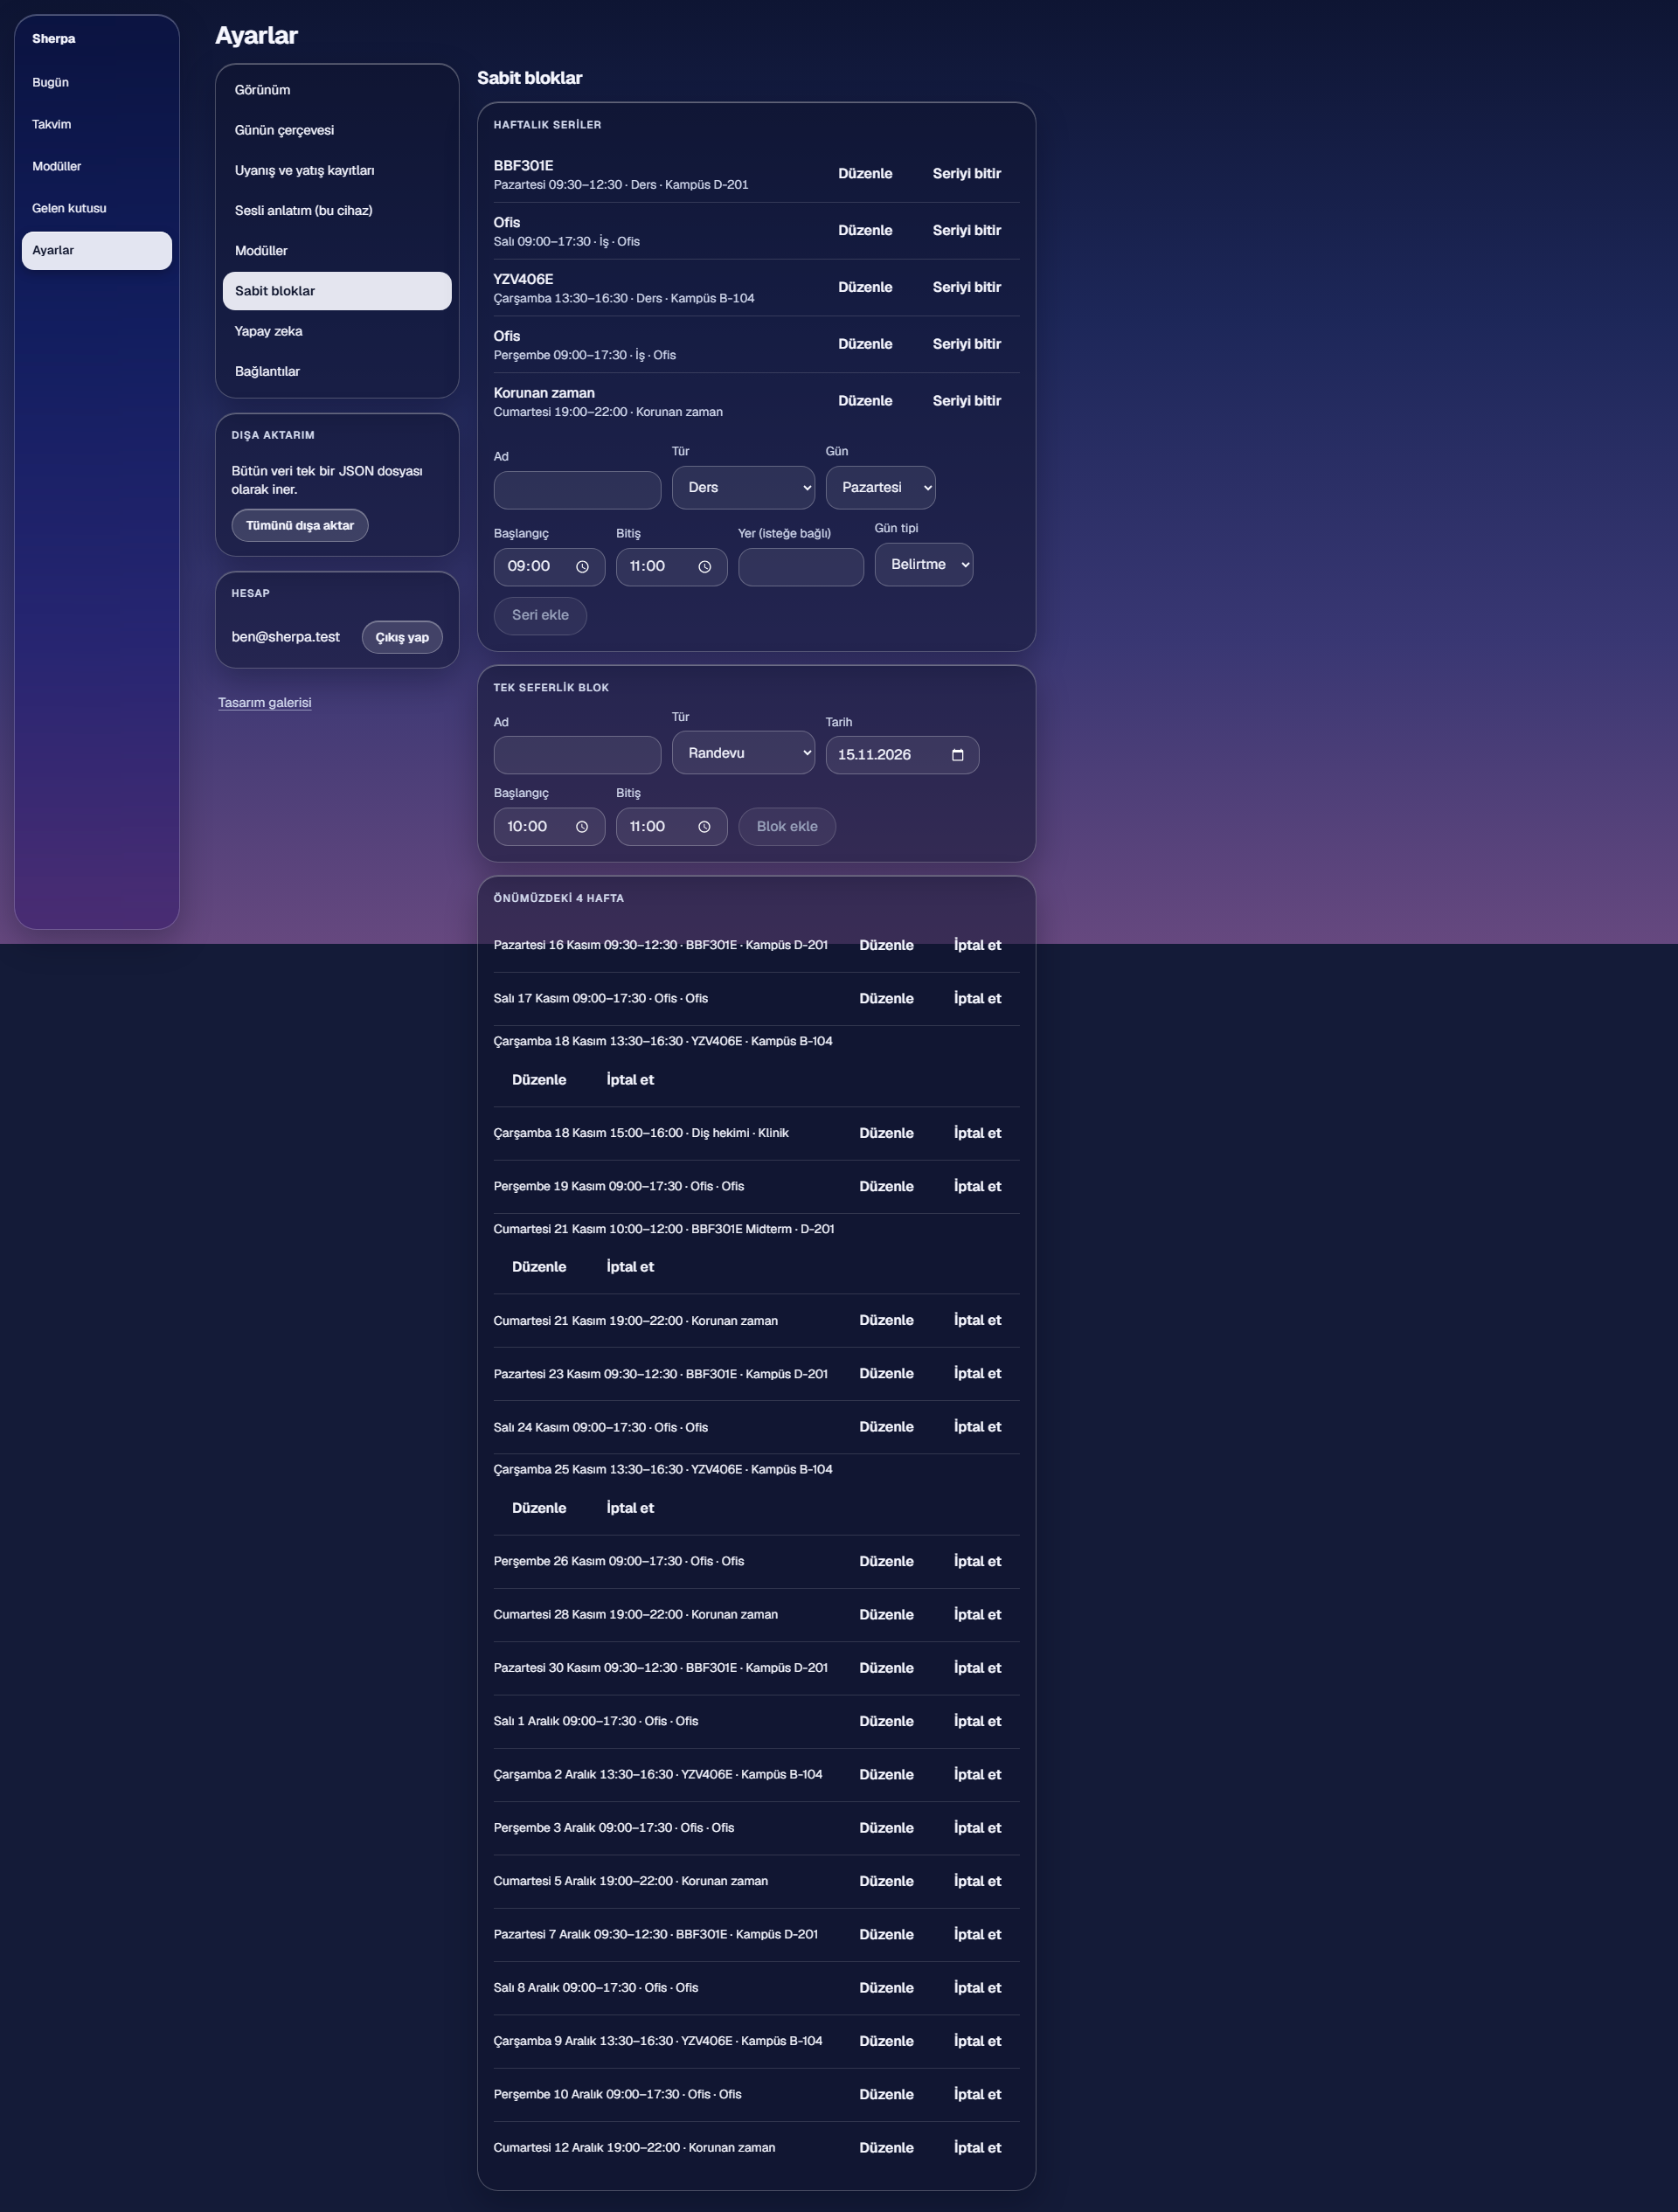 Sherpa
Bugün
Takvim
Modüller
Gelen kutusu
Ayarlar
Ayarlar
Görünüm
Günün çerçevesi
Uyanış ve yatış kayıtları
Sesli anlatım (bu cihaz)
Modüller
Sabit bloklar
Yapay zeka
Bağlantılar
DIŞA AKTARIM
Bütün veri tek bir JSON dosyası
olarak iner.
Tümünü dışa aktar
HESAP
ben@sherpa.test Çıkış yap
Tasarım galerisi
Sabit bloklar
HAFTALIK SERİLER
BBF301E
Pazartesi 09:30–12:30 · Ders · Kampüs D-201
Düzenle Seriyi bitir
Ofis
Salı 09:00–17:30 · İş · Ofis
Düzenle Seriyi bitir
YZV406E
Çarşamba 13:30–16:30 · Ders · Kampüs B-104
Düzenle Seriyi bitir
Ofis
Perşembe 09:00–17:30 · İş · Ofis
Düzenle Seriyi bitir
Korunan zaman
Cumartesi 19:00–22:00 · Korunan zaman
Düzenle Seriyi bitir
Ad Tür Gün
Ders Pazartesi
Başlangıç Bitiş Yer (isteğe bağlı) Gün tipi
09:00 11:00 Belirtme
Seri ekle
TEK SEFERLİK BLOK
Ad Tür Tarih
Randevu 15.11.2026
Başlangıç Bitiş
10:00 11:00 Blok ekle
ÖNÜMÜZDEKİ 4 HAFTA
Pazartesi 16 Kasım 09:30–12:30 · BBF301E · Kampüs D-201 Düzenle İptal et
Salı 17 Kasım 09:00–17:30 · Ofis · Ofis Düzenle İptal et
Çarşamba 18 Kasım 13:30–16:30 · YZV406E · Kampüs B-104
Düzenle İptal et
Çarşamba 18 Kasım 15:00–16:00 · Diş hekimi · Klinik Düzenle İptal et
Perşembe 19 Kasım 09:00–17:30 · Ofis · Ofis Düzenle İptal et
Cumartesi 21 Kasım 10:00–12:00 · BBF301E Midterm · D-201
Düzenle İptal et
Cumartesi 21 Kasım 19:00–22:00 · Korunan zaman Düzenle İptal et
Pazartesi 23 Kasım 09:30–12:30 · BBF301E · Kampüs D-201 Düzenle İptal et
Salı 24 Kasım 09:00–17:30 · Ofis · Ofis Düzenle İptal et
Çarşamba 25 Kasım 13:30–16:30 · YZV406E · Kampüs B-104
Düzenle İptal et
Perşembe 26 Kasım 09:00–17:30 · Ofis · Ofis Düzenle İptal et
Cumartesi 28 Kasım 19:00–22:00 · Korunan zaman Düzenle İptal et
Pazartesi 30 Kasım 09:30–12:30 · BBF301E · Kampüs D-201 Düzenle İptal et
Salı 1 Aralık 09:00–17:30 · Ofis · Ofis Düzenle İptal et
Çarşamba 2 Aralık 13:30–16:30 · YZV406E · Kampüs B-104 Düzenle İptal et
Perşembe 3 Aralık 09:00–17:30 · Ofis · Ofis Düzenle İptal et
Cumartesi 5 Aralık 19:00–22:00 · Korunan zaman Düzenle İptal et
Pazartesi 7 Aralık 09:30–12:30 · BBF301E · Kampüs D-201 Düzenle İptal et
Salı 8 Aralık 09:00–17:30 · Ofis · Ofis Düzenle İptal et
Çarşamba 9 Aralık 13:30–16:30 · YZV406E · Kampüs B-104 Düzenle İptal et
Perşembe 10 Aralık 09:00–17:30 · Ofis · Ofis Düzenle İptal et
Cumartesi 12 Aralık 19:00–22:00 · Korunan zaman Düzenle İptal et